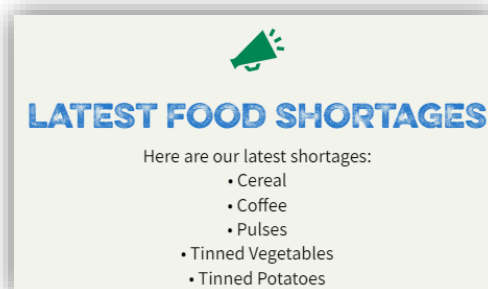 LATEST FOOD SHORTAGES
Here are our latest shortages:
• Cereal
• Coffee
• Pulses
• Tinned Vegetables
• Tinned Potatoes